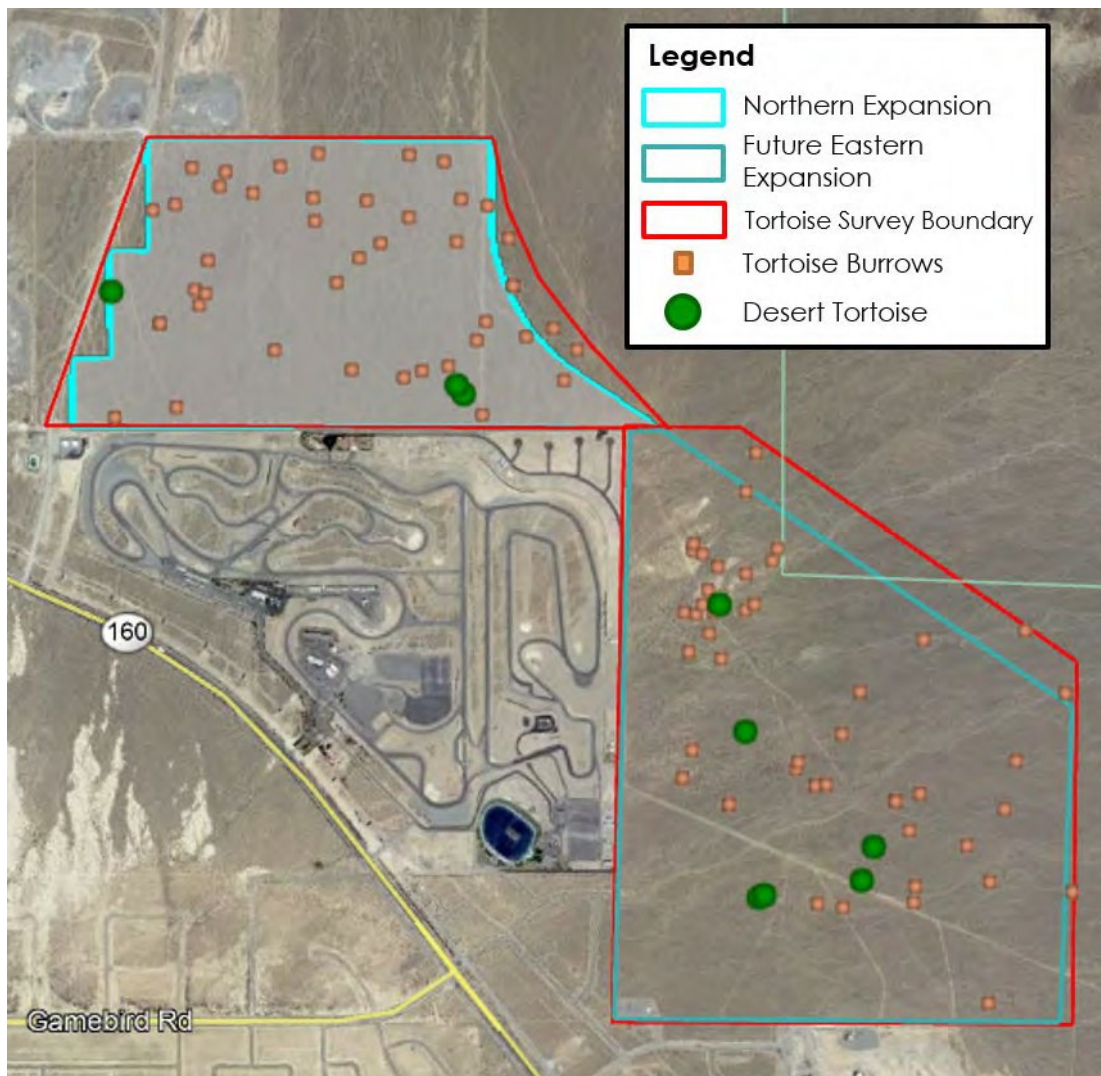 Legend
Northern Expansion
Future Eastern
Expansion
Tortoise Survey Boundary
Tortoise Burrows
Desert Tortoise
160
Gamebird Rd